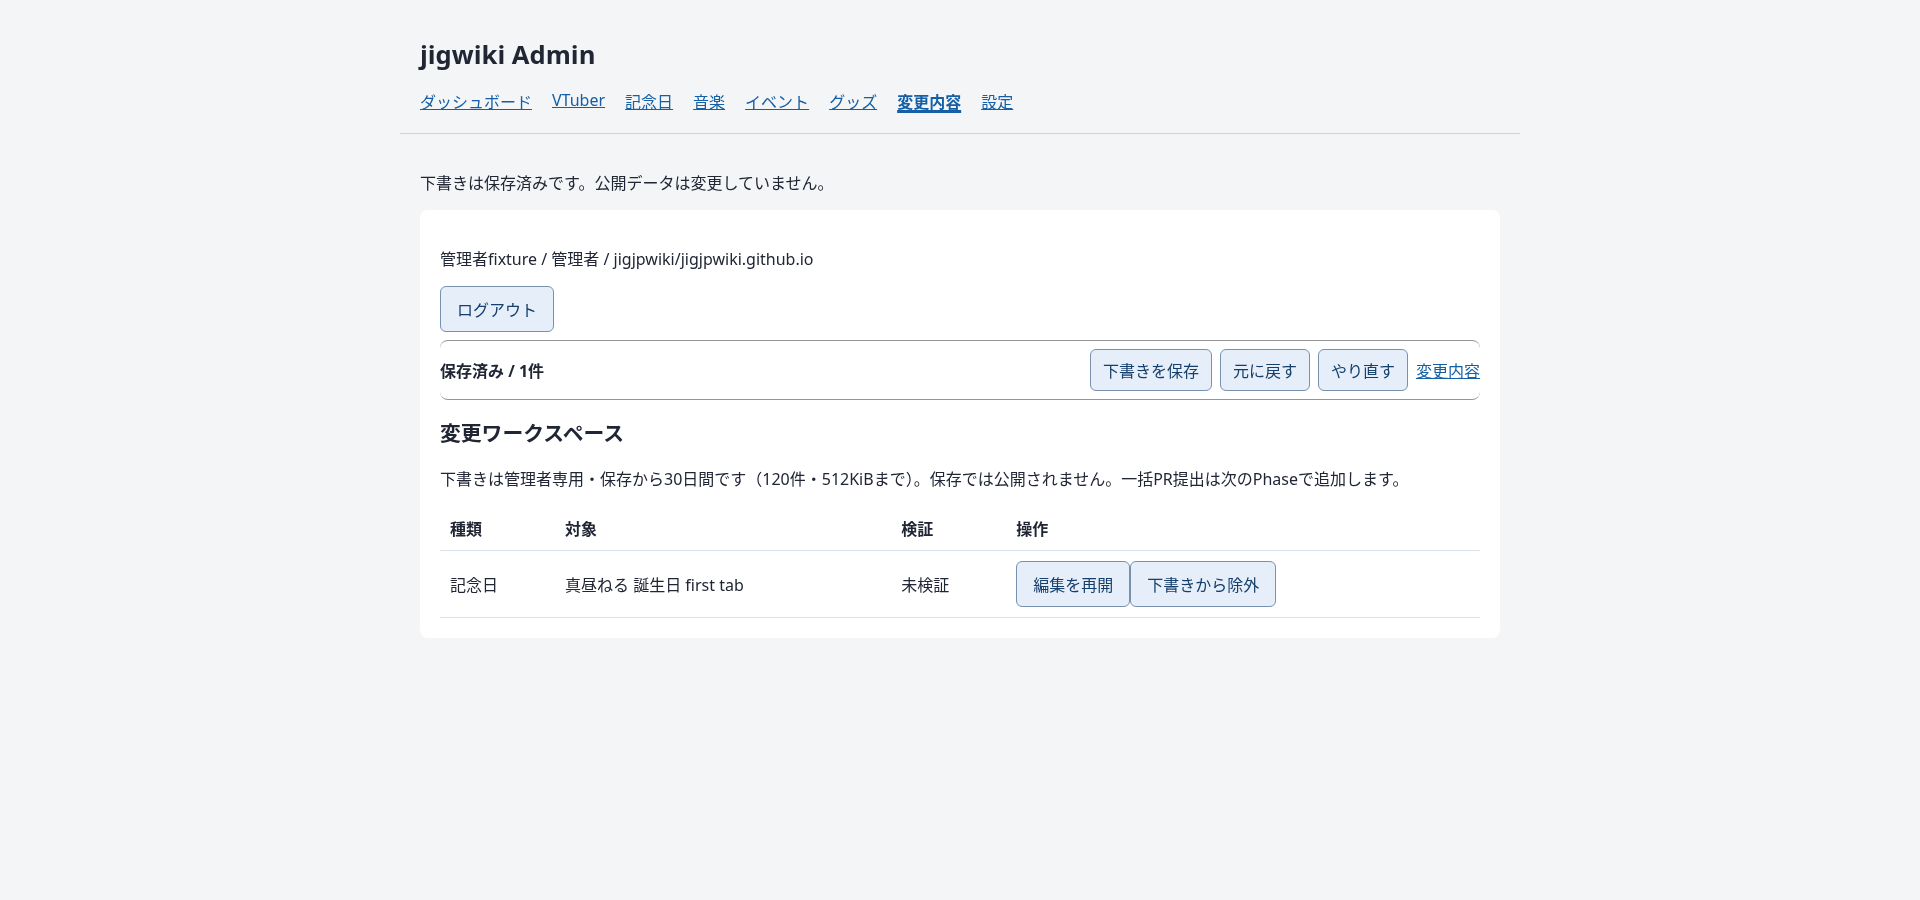 jigwiki Admin
ダッシュボード VTuber 記念日 音楽 イベント グッズ 変更内容 設定
下書きは保存済みです。公開データは変更していません。
管理者fixture / 管理者 / jigjpwiki/jigjpwiki.github.io
ログアウト
保存済み / 1件 下書きを保存 元に戻す やり直す 変更内容
変更ワークスペース
下書きは管理者専用・保存から30日間です（120件・512KiBまで）。保存では公開されません。一括PR提出は次のPhaseで追加します。
種類 対象 検証 操作
記念日 真昼ねる 誕生日 first tab 未検証 編集を再開 下書きから除外